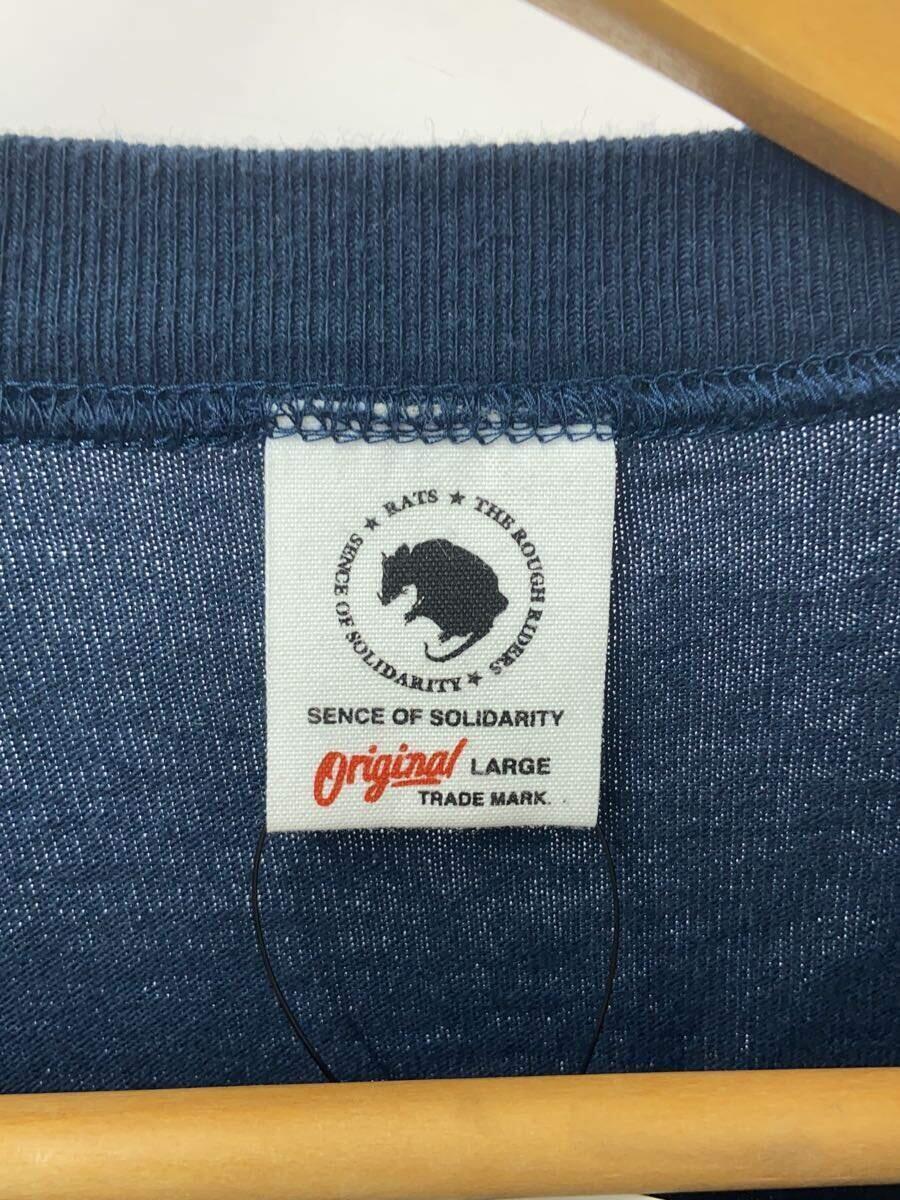 RATS ★ THE ROUGH RIDERS ★ SENCE OF SOLIDARITY ★
SENCE OF SOLIDARITY
Original LARGE
TRADE MARK.